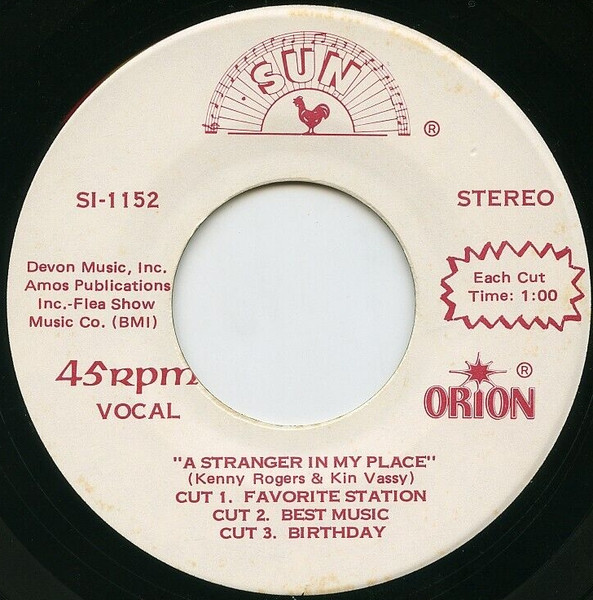 SUN
®
SI-1152
STEREO
Devon Music, Inc.
Amos Publications
Inc.-Flea Show
Music Co. (BMI)
Each Cut
Time: 1:00
45rpm
VOCAL
®
ORION
"A STRANGER IN MY PLACE"
(Kenny Rogers & Kin Vassy)
CUT 1. FAVORITE STATION
CUT 2. BEST MUSIC
CUT 3. BIRTHDAY